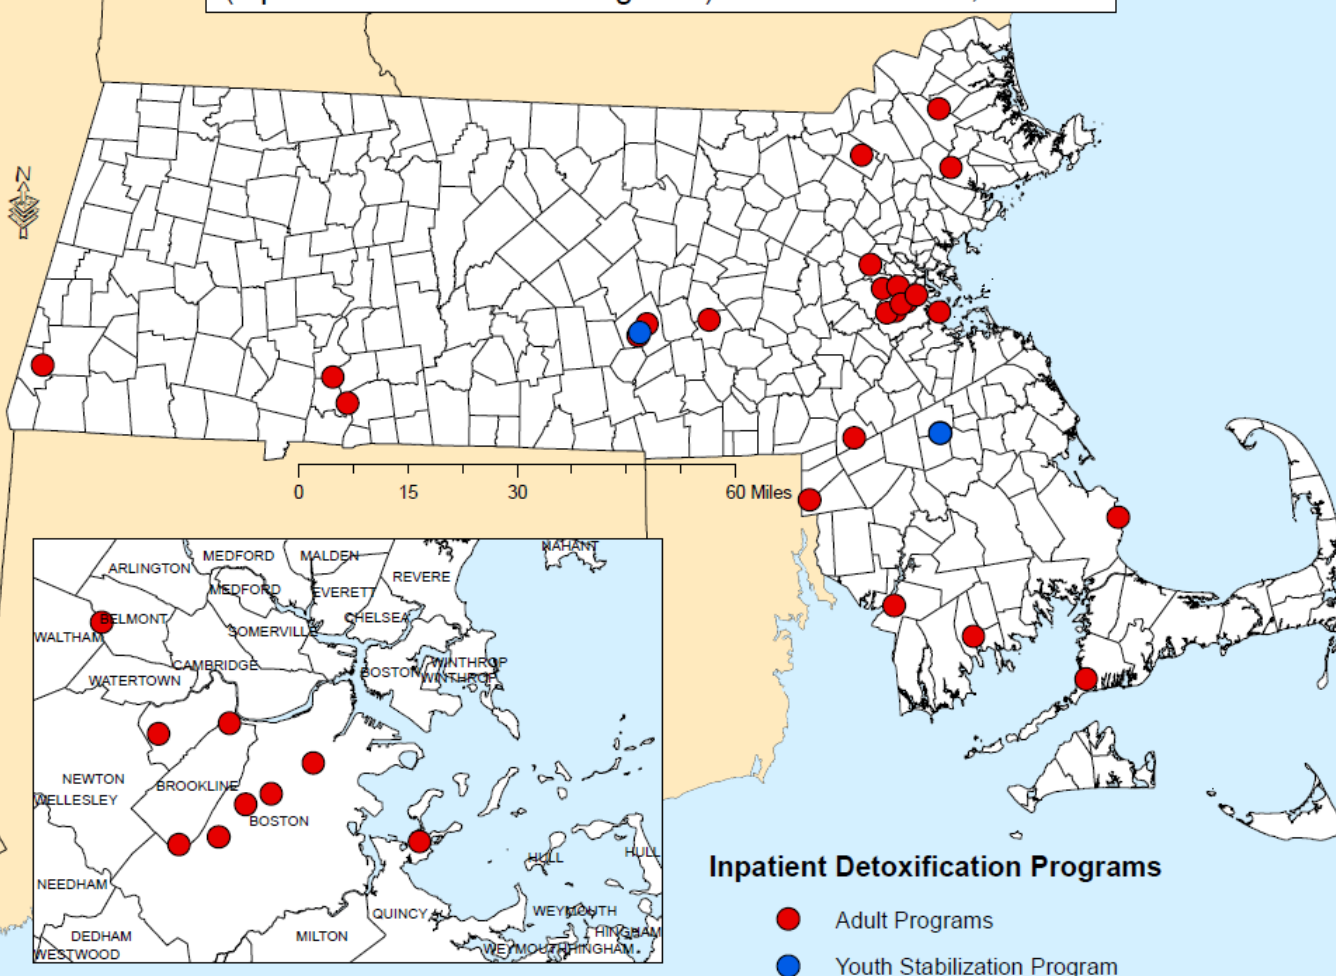 N
0 15 30 60 Miles
NAHANT
MEDFORD MALDEN
ARLINGTON
REVERE
MEDFORD EVERETT
BELMONT CHELSEA
WALTHAM SOMERVILLE
CAMBRIDGE BOSTON WINTHROP
WATERTOWN WINTHROP
NEWTON BROOKLINE
WELLESLEY
BOSTON
HULL HULL
NEEDHAM
QUINCY WEYMOUTH
DEDHAM MILTON HINGHAM
WESTWOOD WEYMOUTH HINGHAM
Inpatient Detoxification Programs
Adult Programs
Youth Stabilization Program